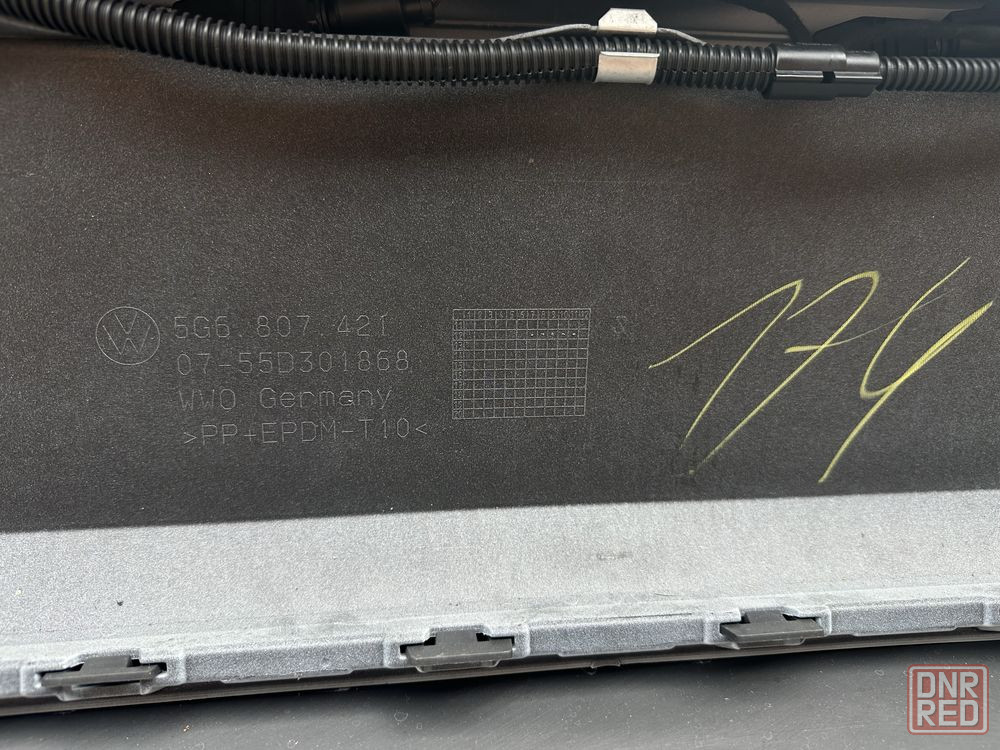 5G6 807 421
07-55D301868
WWO Germany
>PP+EPDM-T10<
174
DNR
RED